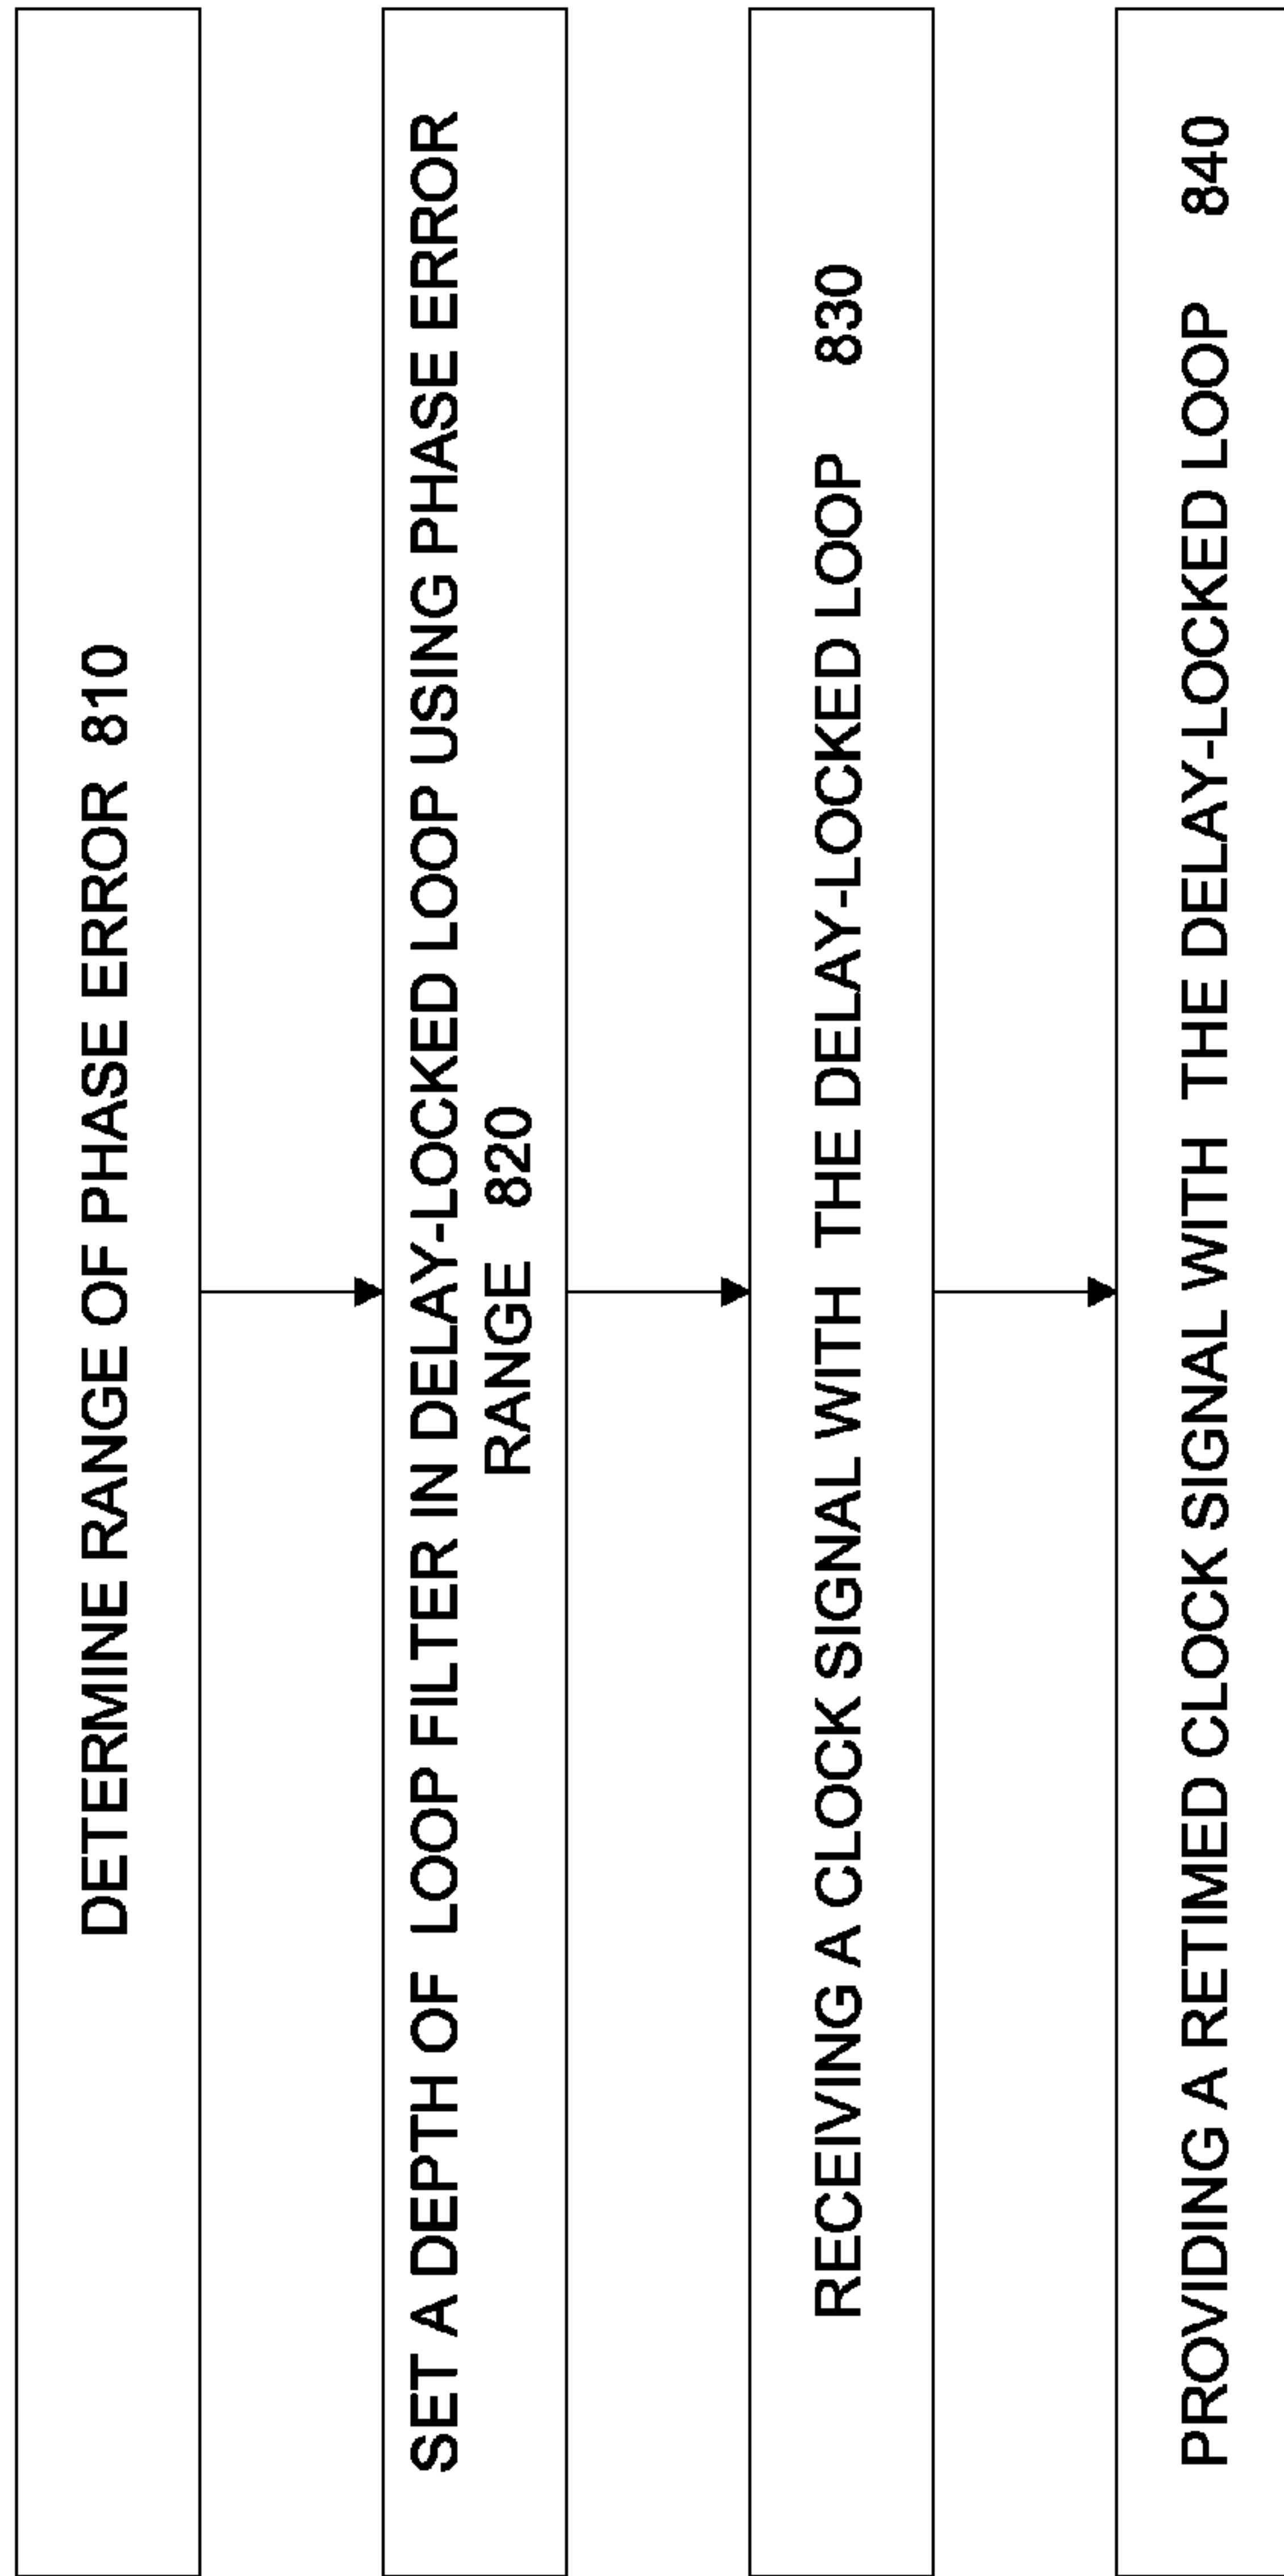 DETERMINE RANGE OF PHASE ERROR 810
SET A DEPTH OF LOOP FILTER IN DELAY-LOCKED LOOP USING PHASE ERROR
RANGE 820
RECEIVING A CLOCK SIGNAL WITH THE DELAY-LOCKED LOOP 830
PROVIDING A RETIMED CLOCK SIGNAL WITH THE DELAY-LOCKED LOOP 840